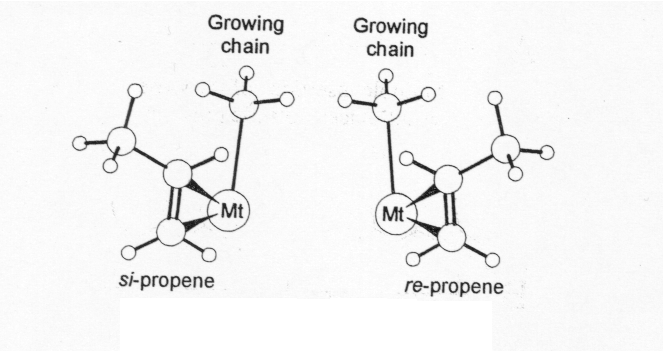 Growing
chain
Growing
chain
Mt
Mt
si-propene
re-propene